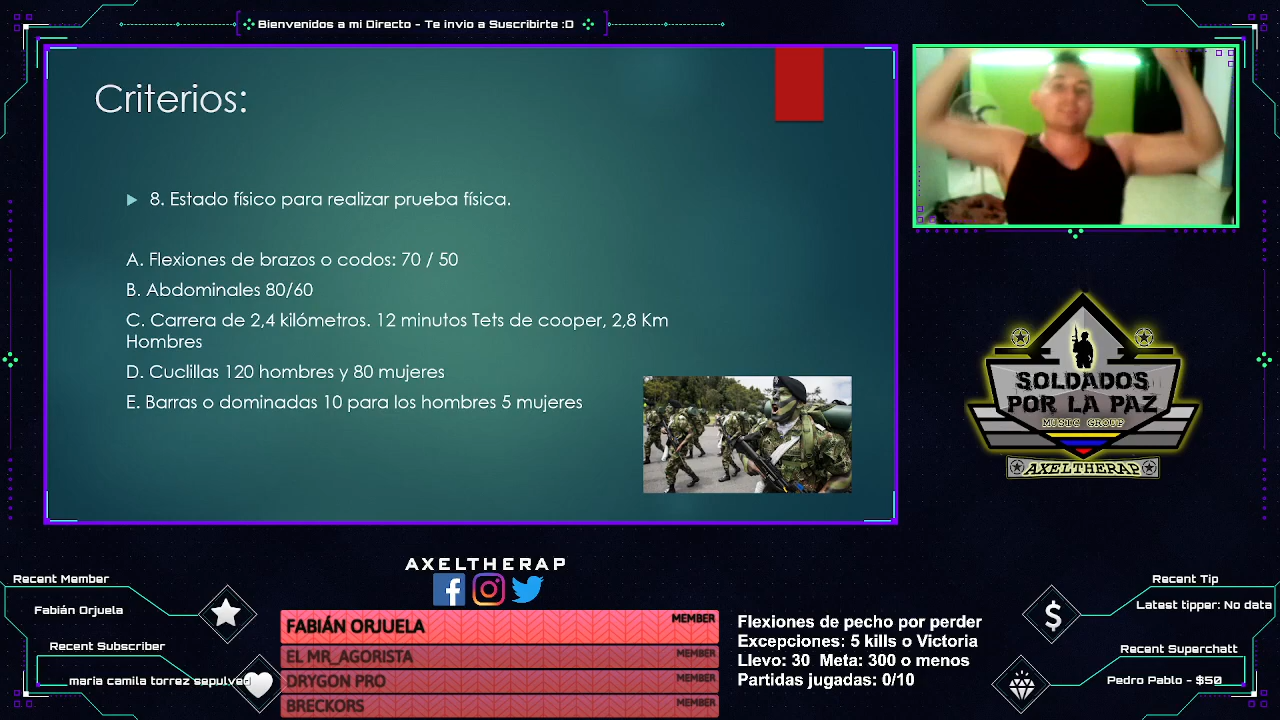 Bienvenidos a mi Directo - Te invio a Suscribirte :D
Criterios:
8. Estado físico para realizar prueba física.
A. Flexiones de brazos o codos: 70 / 50
B. Abdominales 80/60
C. Carrera de 2,4 kilómetros. 12 minutos Tets de cooper, 2,8 Km
Hombres
D. Cuclillas 120 hombres y 80 mujeres
E. Barras o dominadas 10 para los hombres 5 mujeres
SOLDADOS
POR LA PAZ
MUSIC GROUP
AXELTHERAP
AXELTHERAP
Recent Member
Fabián Orjuela
Recent Subscriber
maria camila torrez sepulved
FABIÁN ORJUELA MEMBER
EL MR_AGORISTA MEMBER
DRYGON PRO MEMBER
BRECKORS MEMBER
Flexiones de pecho por perder
Excepciones: 5 kills o Victoria
Llevo: 30 Meta: 300 o menos
Partidas jugadas: 0/10
Recent Tip
Latest tipper: No data
Recent Superchatt
Pedro Pablo - $50